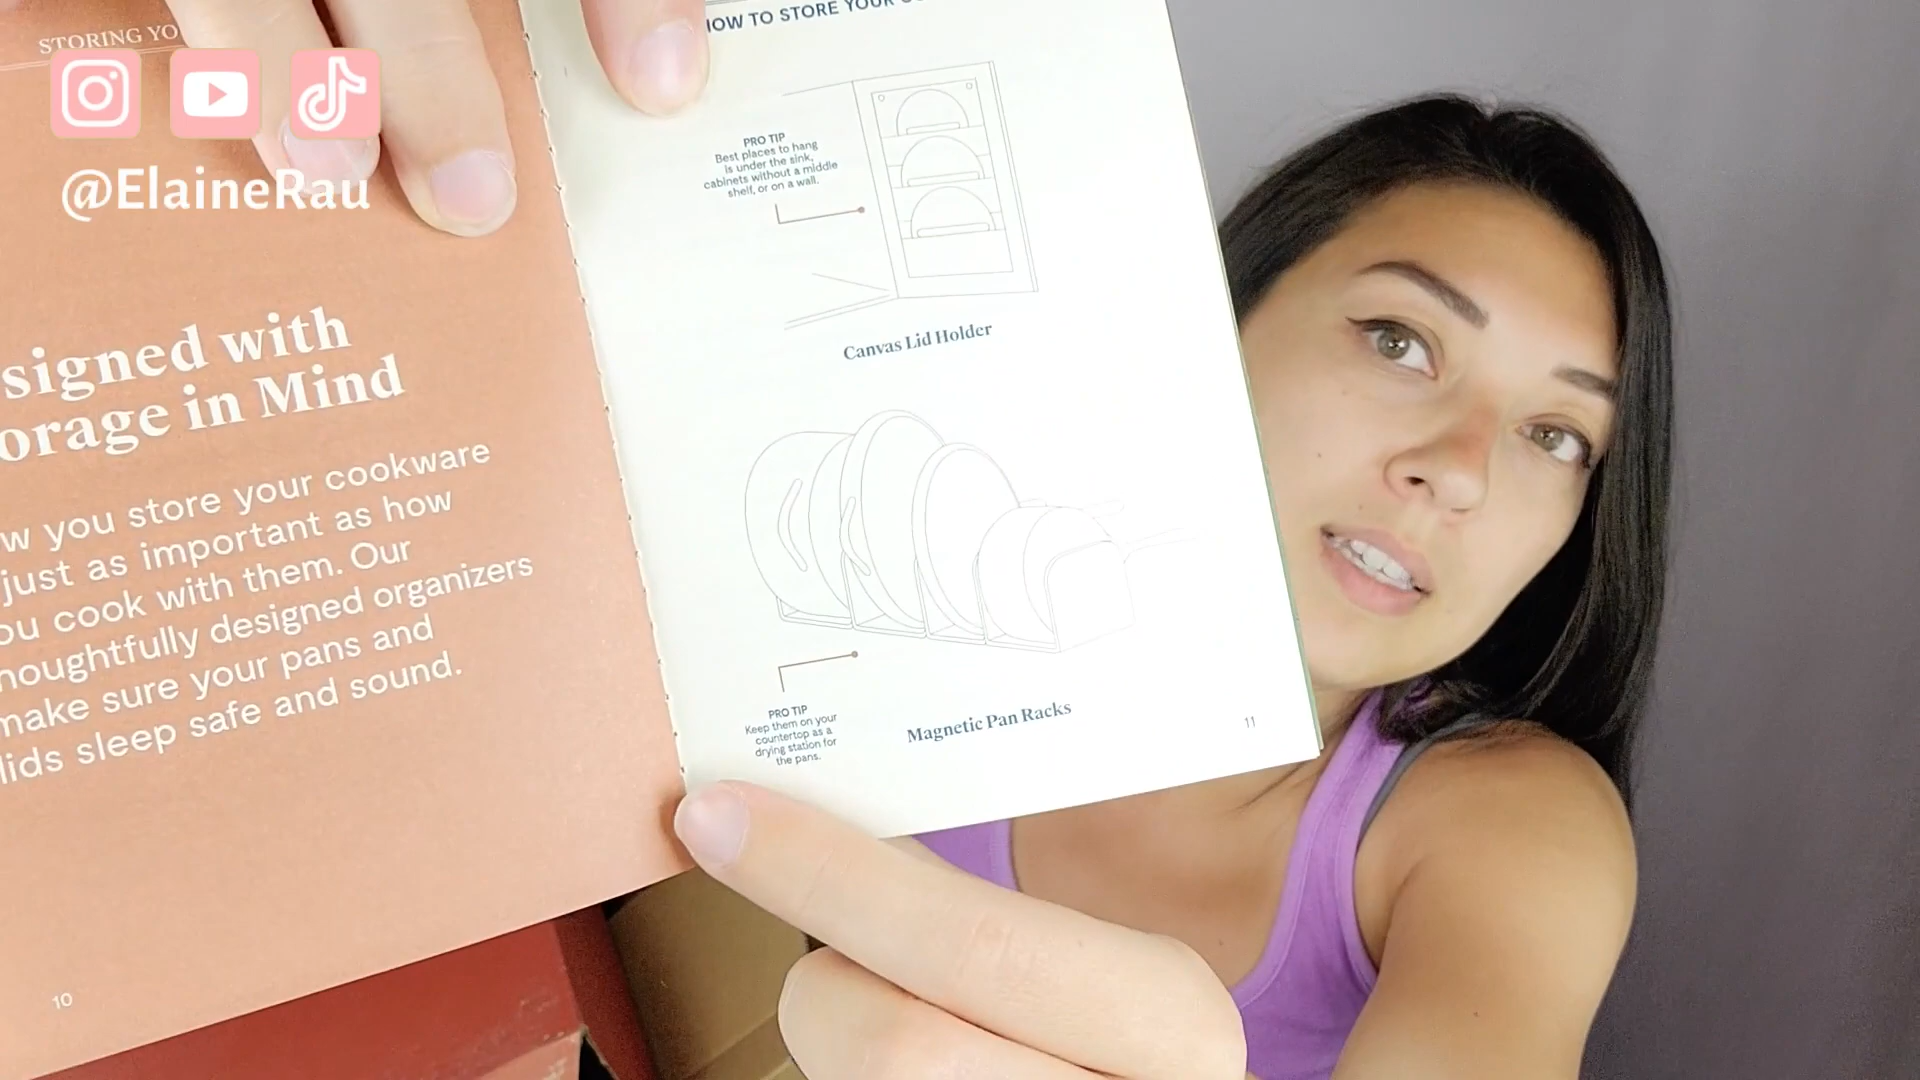 STORING YO
@ElaineRau
signed with
orage in Mind
w you store your cookware
just as important as how
ou cook with them. Our
houghtfully designed organizers
make sure your pans and
lids sleep safe and sound.
10
HOW TO STORE YOUR
PRO TIP
Best places to hang
is under the sink,
cabinets without a middle
shelf, or on a wall.
Canvas Lid Holder
PRO TIP
Keep them on your
countertop as a
drying station for
the pans.
Magnetic Pan Racks
11